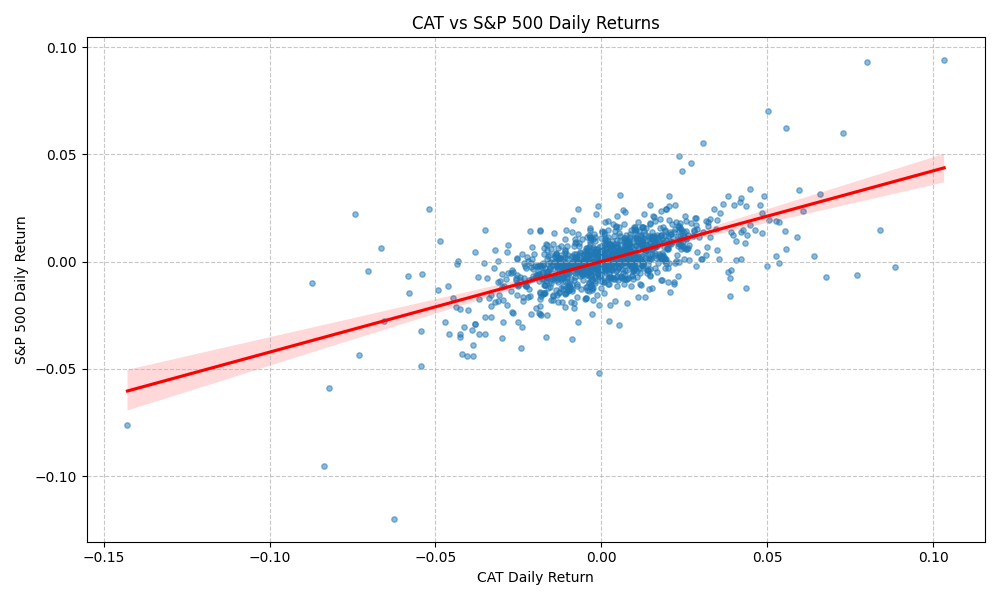 CAT vs S&P 500 Daily Returns
S&P 500 Daily Return
0.10
0.05
0.00
−0.05
−0.10
−0.15 −0.10 −0.05 0.00 0.05 0.10
CAT Daily Return